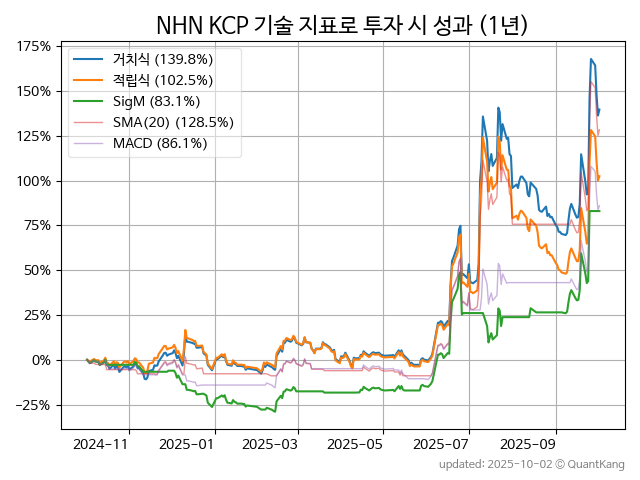 NHN KCP 기술 지표로 투자 시 성과 (1년)
175%
150%
125%
100%
75%
50%
25%
0%
−25%
거치식 (139.8%)
적립식 (102.5%)
SigM (83.1%)
SMA(20) (128.5%)
MACD (86.1%)
2024-11
2025-01
2025-03
2025-05
2025-07
2025-09
updated: 2025-10-02 © QuantKang